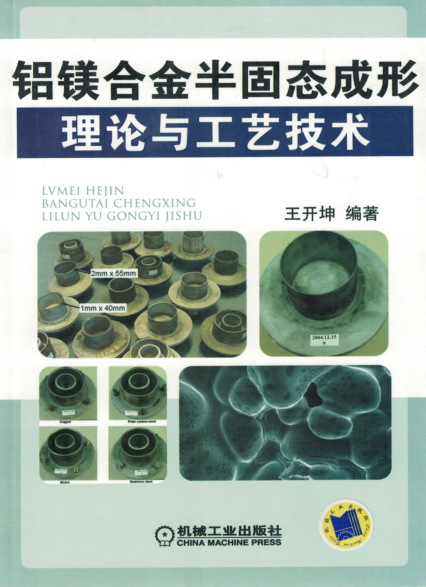 铝镁合金半固态成形
理论与工艺技术
LVMEI HEJIN
BANGUTAI CHENGXING
LILUN YU GONGYI JISHU
王开坤 编著
2mm x 55mm
1mm x 40mm
2004.12.15
Copper
Plain carbon steel
Brass
Stainless steel
机械工业出版社
CHINA MACHINE PRESS